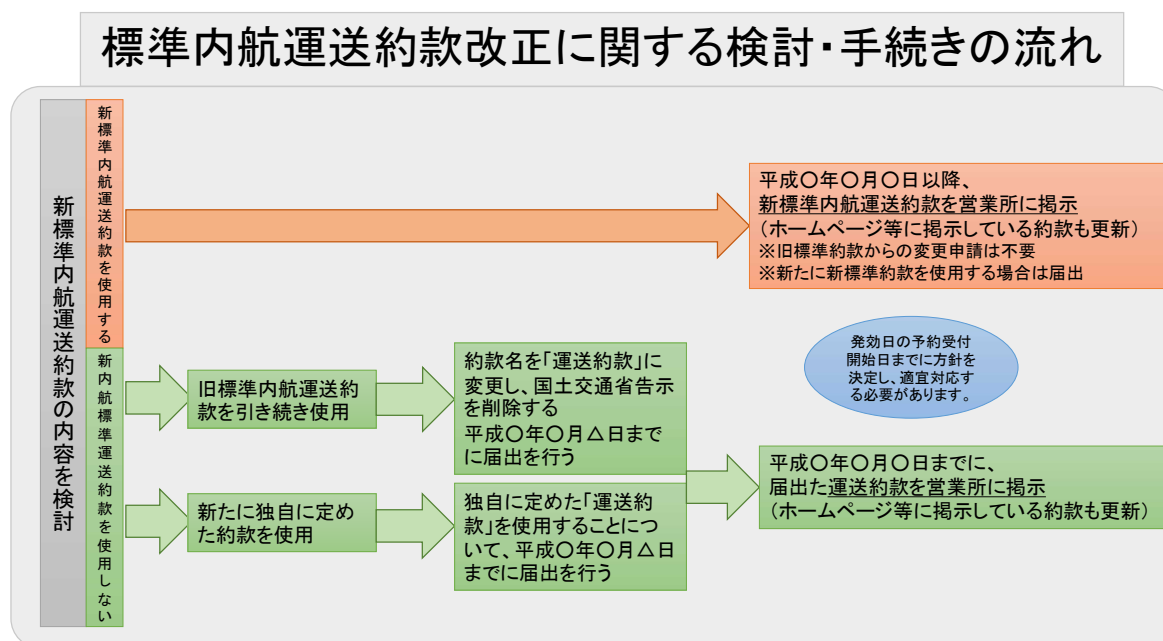 標準内航運送約款改正に関する検討・手続きの流れ
新標準内航運送約款の内容を検討
新標準内航運送約款を使用する
平成〇年〇月〇日以降、
新標準内航運送約款を営業所に掲示
（ホームページ等に掲示している約款も更新）
※旧標準約款からの変更申請は不要
※新たに新標準約款を使用する場合は届出
発効日の予約受付
開始日までに方針を
決定し、適宜対応す
る必要があります。
新内航標準運送約款を使用しない
旧標準内航運送約
款を引き続き使用
約款名を「運送約款」に
変更し、国土交通省告示
を削除する
平成〇年〇月△日まで
に届出を行う
新たに独自に定め
た約款を使用
独自に定めた「運送約
款」を使用することにつ
いて、平成〇年〇月△日
までに届出を行う
平成〇年〇月〇日までに、
届出た運送約款を営業所に掲示
（ホームページ等に掲示している約款も更新）